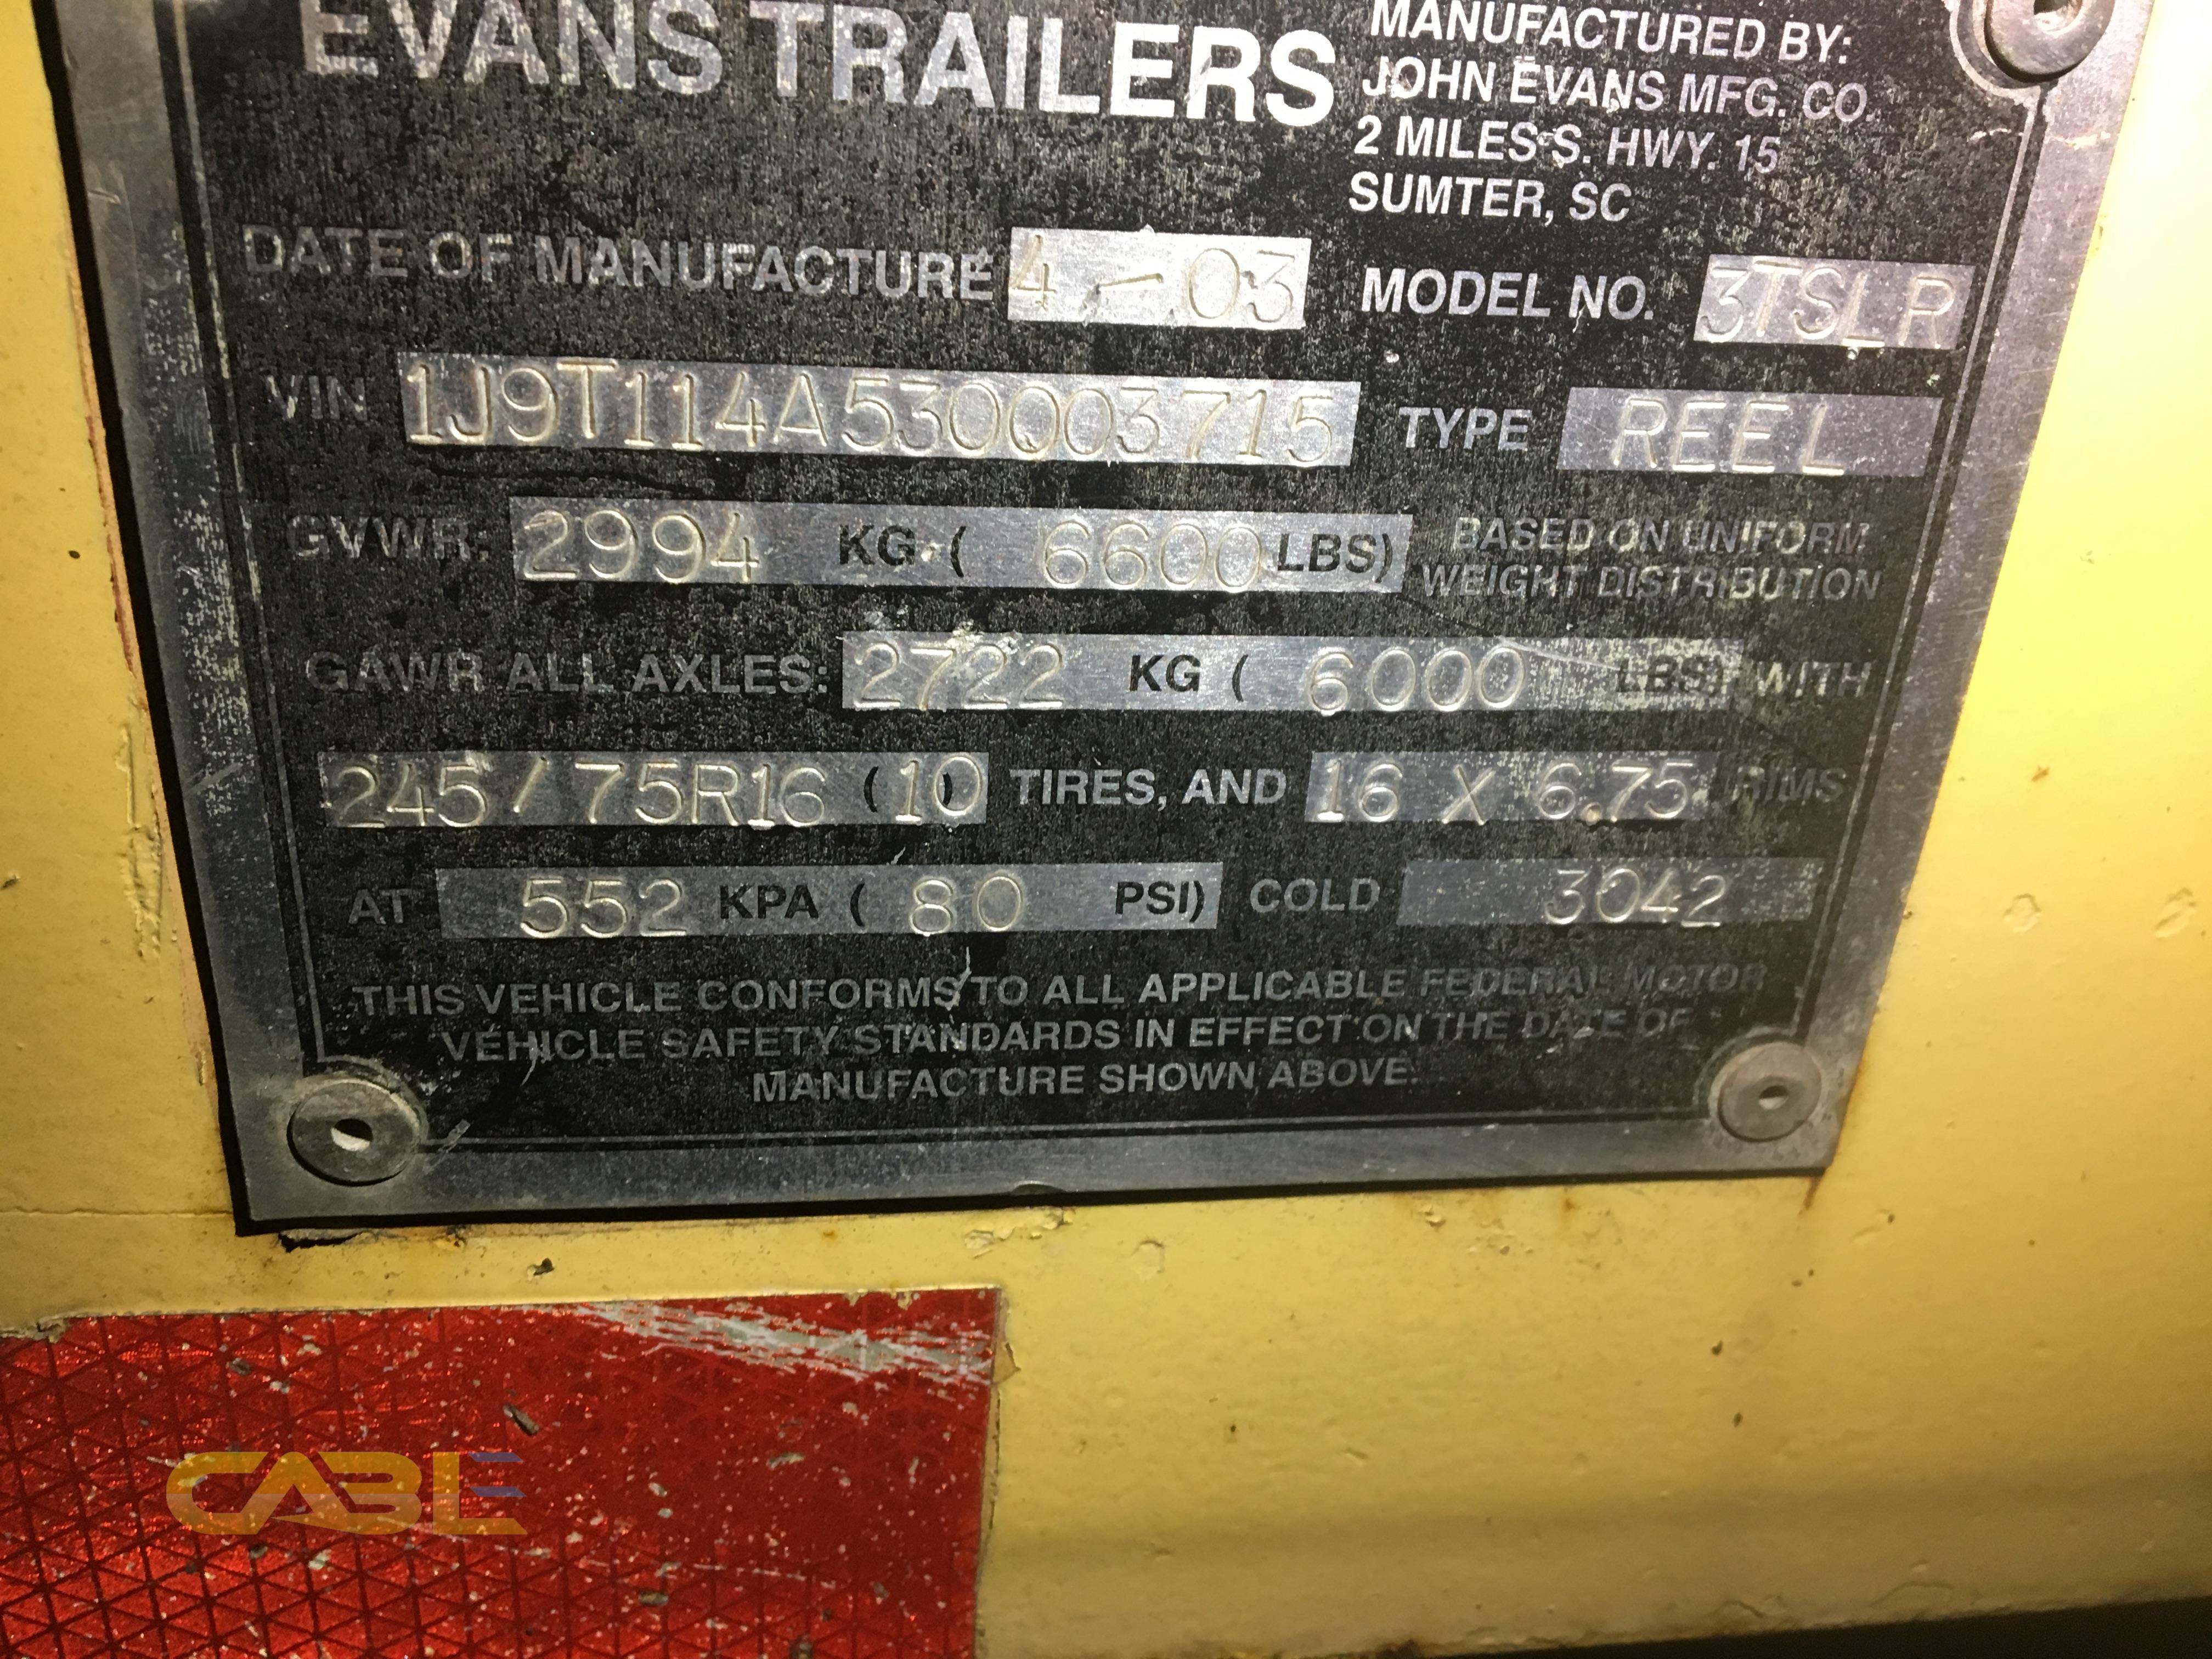 EVANS TRAILERS
MANUFACTURED BY:
JOHN EVANS MFG. CO.
2 MILES S. HWY. 15
SUMTER, SC
DATE OF MANUFACTURE 4-03 MODEL NO. 3TSLR
VIN 1J9T114A530003715 TYPE REEL
GVWR: 2994 KG ( 6600 LBS) BASED ON UNIFORM
WEIGHT DISTRIBUTION
GAWR ALL AXLES: 2722 KG ( 6000 LBS) WITH
245/75R16 (10) TIRES, AND 16 X 6.75 RIMS
AT 552 KPA ( 80 PSI) COLD 3042
THIS VEHICLE CONFORMS TO ALL APPLICABLE FEDERAL MOTOR
VEHICLE SAFETY STANDARDS IN EFFECT ON THE DATE OF
MANUFACTURE SHOWN ABOVE.
CABLE